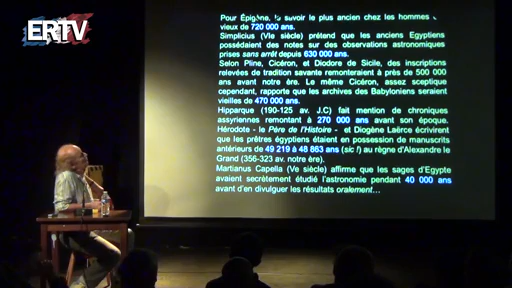 ERTV
Pour Épigène, le savoir le plus ancien chez les hommes a
vieux de 720 000 ans.
Simplicius (VIe siècle) prétend que les anciens Egyptiens
possédaient des notes sur des observations astronomiques
prises sans arrêt depuis 630 000 ans.
Selon Pline, Cicéron, et Diodore de Sicile, des inscriptions
relevées de tradition savante remonteraient à près de 500 000
ans avant notre ère. Le même Cicéron, assez sceptique
cependant, rapporte que les archives des Babyloniens seraient
vieilles de 470 000 ans.
Hipparque (190-125 av. J.C) fait mention de chroniques
assyriennes remontant à 270 000 ans avant son époque.
Hérodote - le Père de l'Histoire - et Diogène Laërce écrivirent
que les prêtres égyptiens étaient en possession de manuscrits
antérieurs de 49 219 à 48 863 ans (sic !) au règne d'Alexandre le
Grand (356-323 av. notre ère).
Martianus Capella (Ve siècle) affirme que les sages d'Egypte
avaient secrètement étudié l'astronomie pendant 40 000 ans
avant d'en divulguer les résultats oralement…